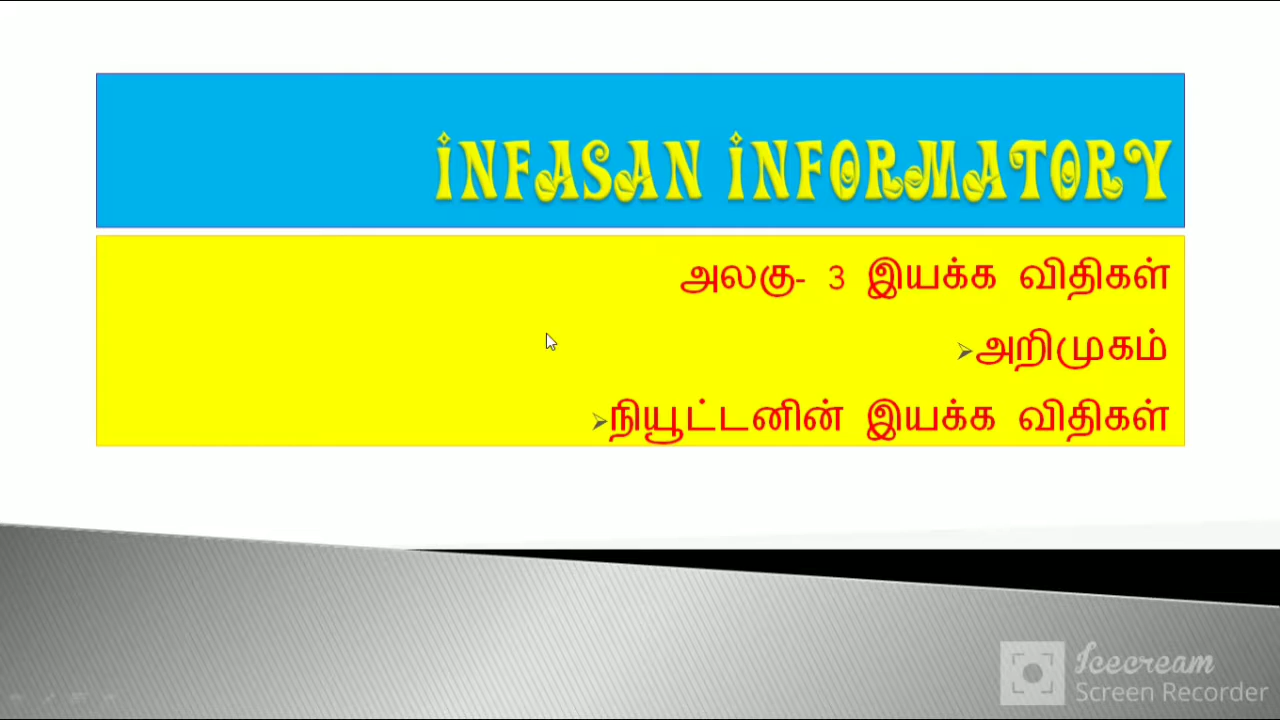 INFASAN INFORMATORY
அலகு- 3 இயக்க விதிகள்
➢அறிமுகம்
➢நியூட்டனின் இயக்க விதிகள்
Icecream
Screen Recorder